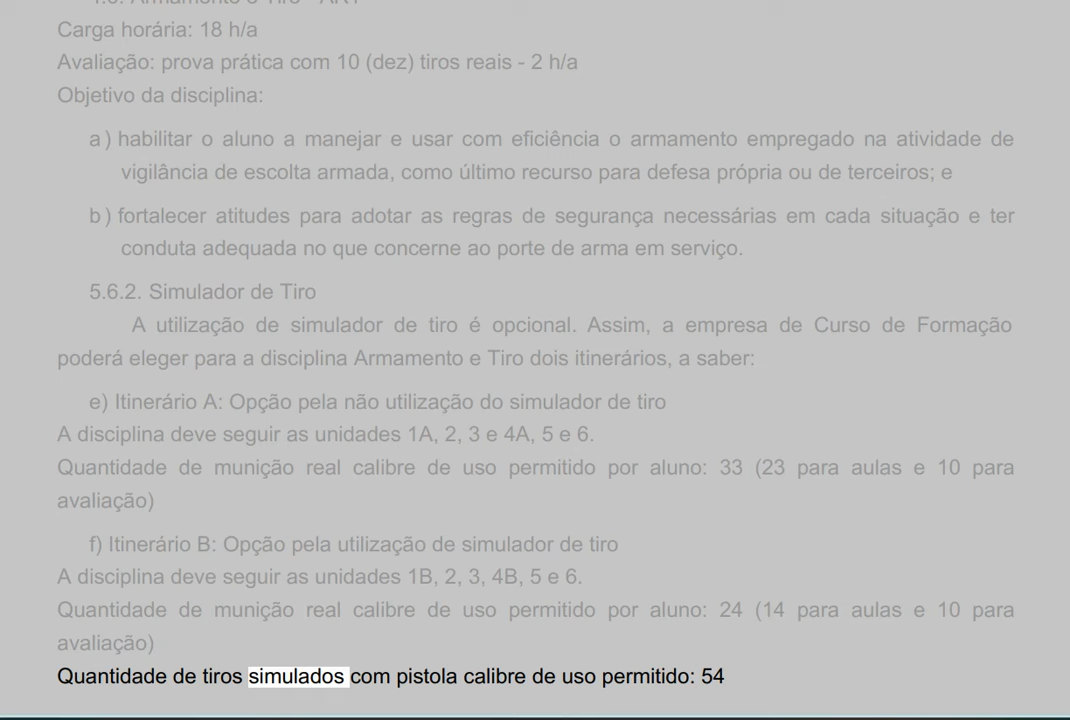 Armamento e Tiro - ART
Carga horária: 18 h/a
Avaliação: prova prática com 10 (dez) tiros reais - 2 h/a
Objetivo da disciplina:
a) habilitar o aluno a manejar e usar com eficiência o armamento empregado na atividade de
vigilância de escolta armada, como último recurso para defesa própria ou de terceiros; e
b) fortalecer atitudes para adotar as regras de segurança necessárias em cada situação e ter
conduta adequada no que concerne ao porte de arma em serviço.
5.6.2. Simulador de Tiro
A utilização de simulador de tiro é opcional. Assim, a empresa de Curso de Formação
poderá eleger para a disciplina Armamento e Tiro dois itinerários, a saber:
e) Itinerário A: Opção pela não utilização do simulador de tiro
A disciplina deve seguir as unidades 1A, 2, 3 e 4A, 5 e 6.
Quantidade de munição real calibre de uso permitido por aluno: 33 (23 para aulas e 10 para
avaliação)
f) Itinerário B: Opção pela utilização de simulador de tiro
A disciplina deve seguir as unidades 1B, 2, 3, 4B, 5 e 6.
Quantidade de munição real calibre de uso permitido por aluno: 24 (14 para aulas e 10 para
avaliação)
Quantidade de tiros simulados com pistola calibre de uso permitido: 54